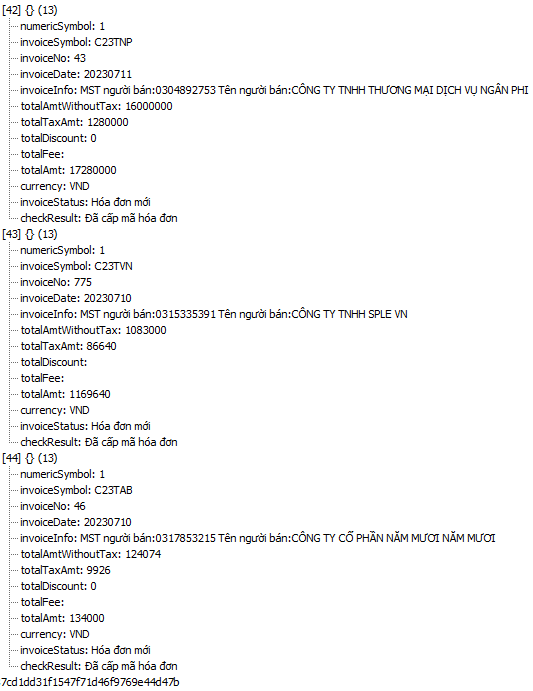 [42] {} (13)
numericSymbol: 1
invoiceSymbol: C23TNP
invoiceNo: 43
invoiceDate: 20230711
invoiceInfo: MST người bán:0304892753 Tên người bán:CÔNG TY TNHH THƯƠNG MẠI DỊCH VỤ NGÂN PHI
totalAmtWithoutTax: 16000000
totalTaxAmt: 1280000
totalDiscount: 0
totalFee:
totalAmt: 17280000
currency: VND
invoiceStatus: Hóa đơn mới
checkResult: Đã cấp mã hóa đơn
[43] {} (13)
numericSymbol: 1
invoiceSymbol: C23TVN
invoiceNo: 775
invoiceDate: 20230710
invoiceInfo: MST người bán:0315335391 Tên người bán:CÔNG TY TNHH SPLE VN
totalAmtWithoutTax: 1083000
totalTaxAmt: 86640
totalDiscount:
totalFee:
totalAmt: 1169640
currency: VND
invoiceStatus: Hóa đơn mới
checkResult: Đã cấp mã hóa đơn
[44] {} (13)
numericSymbol: 1
invoiceSymbol: C23TAB
invoiceNo: 46
invoiceDate: 20230710
invoiceInfo: MST người bán:0317853215 Tên người bán:CÔNG TY CỔ PHẦN NĂM MƯƠI NĂM MƯƠI
totalAmtWithoutTax: 124074
totalTaxAmt: 9926
totalDiscount: 0
totalFee:
totalAmt: 134000
currency: VND
invoiceStatus: Hóa đơn mới
checkResult: Đã cấp mã hóa đơn
7cd1dd31f1547f71d46f9769e44d47b